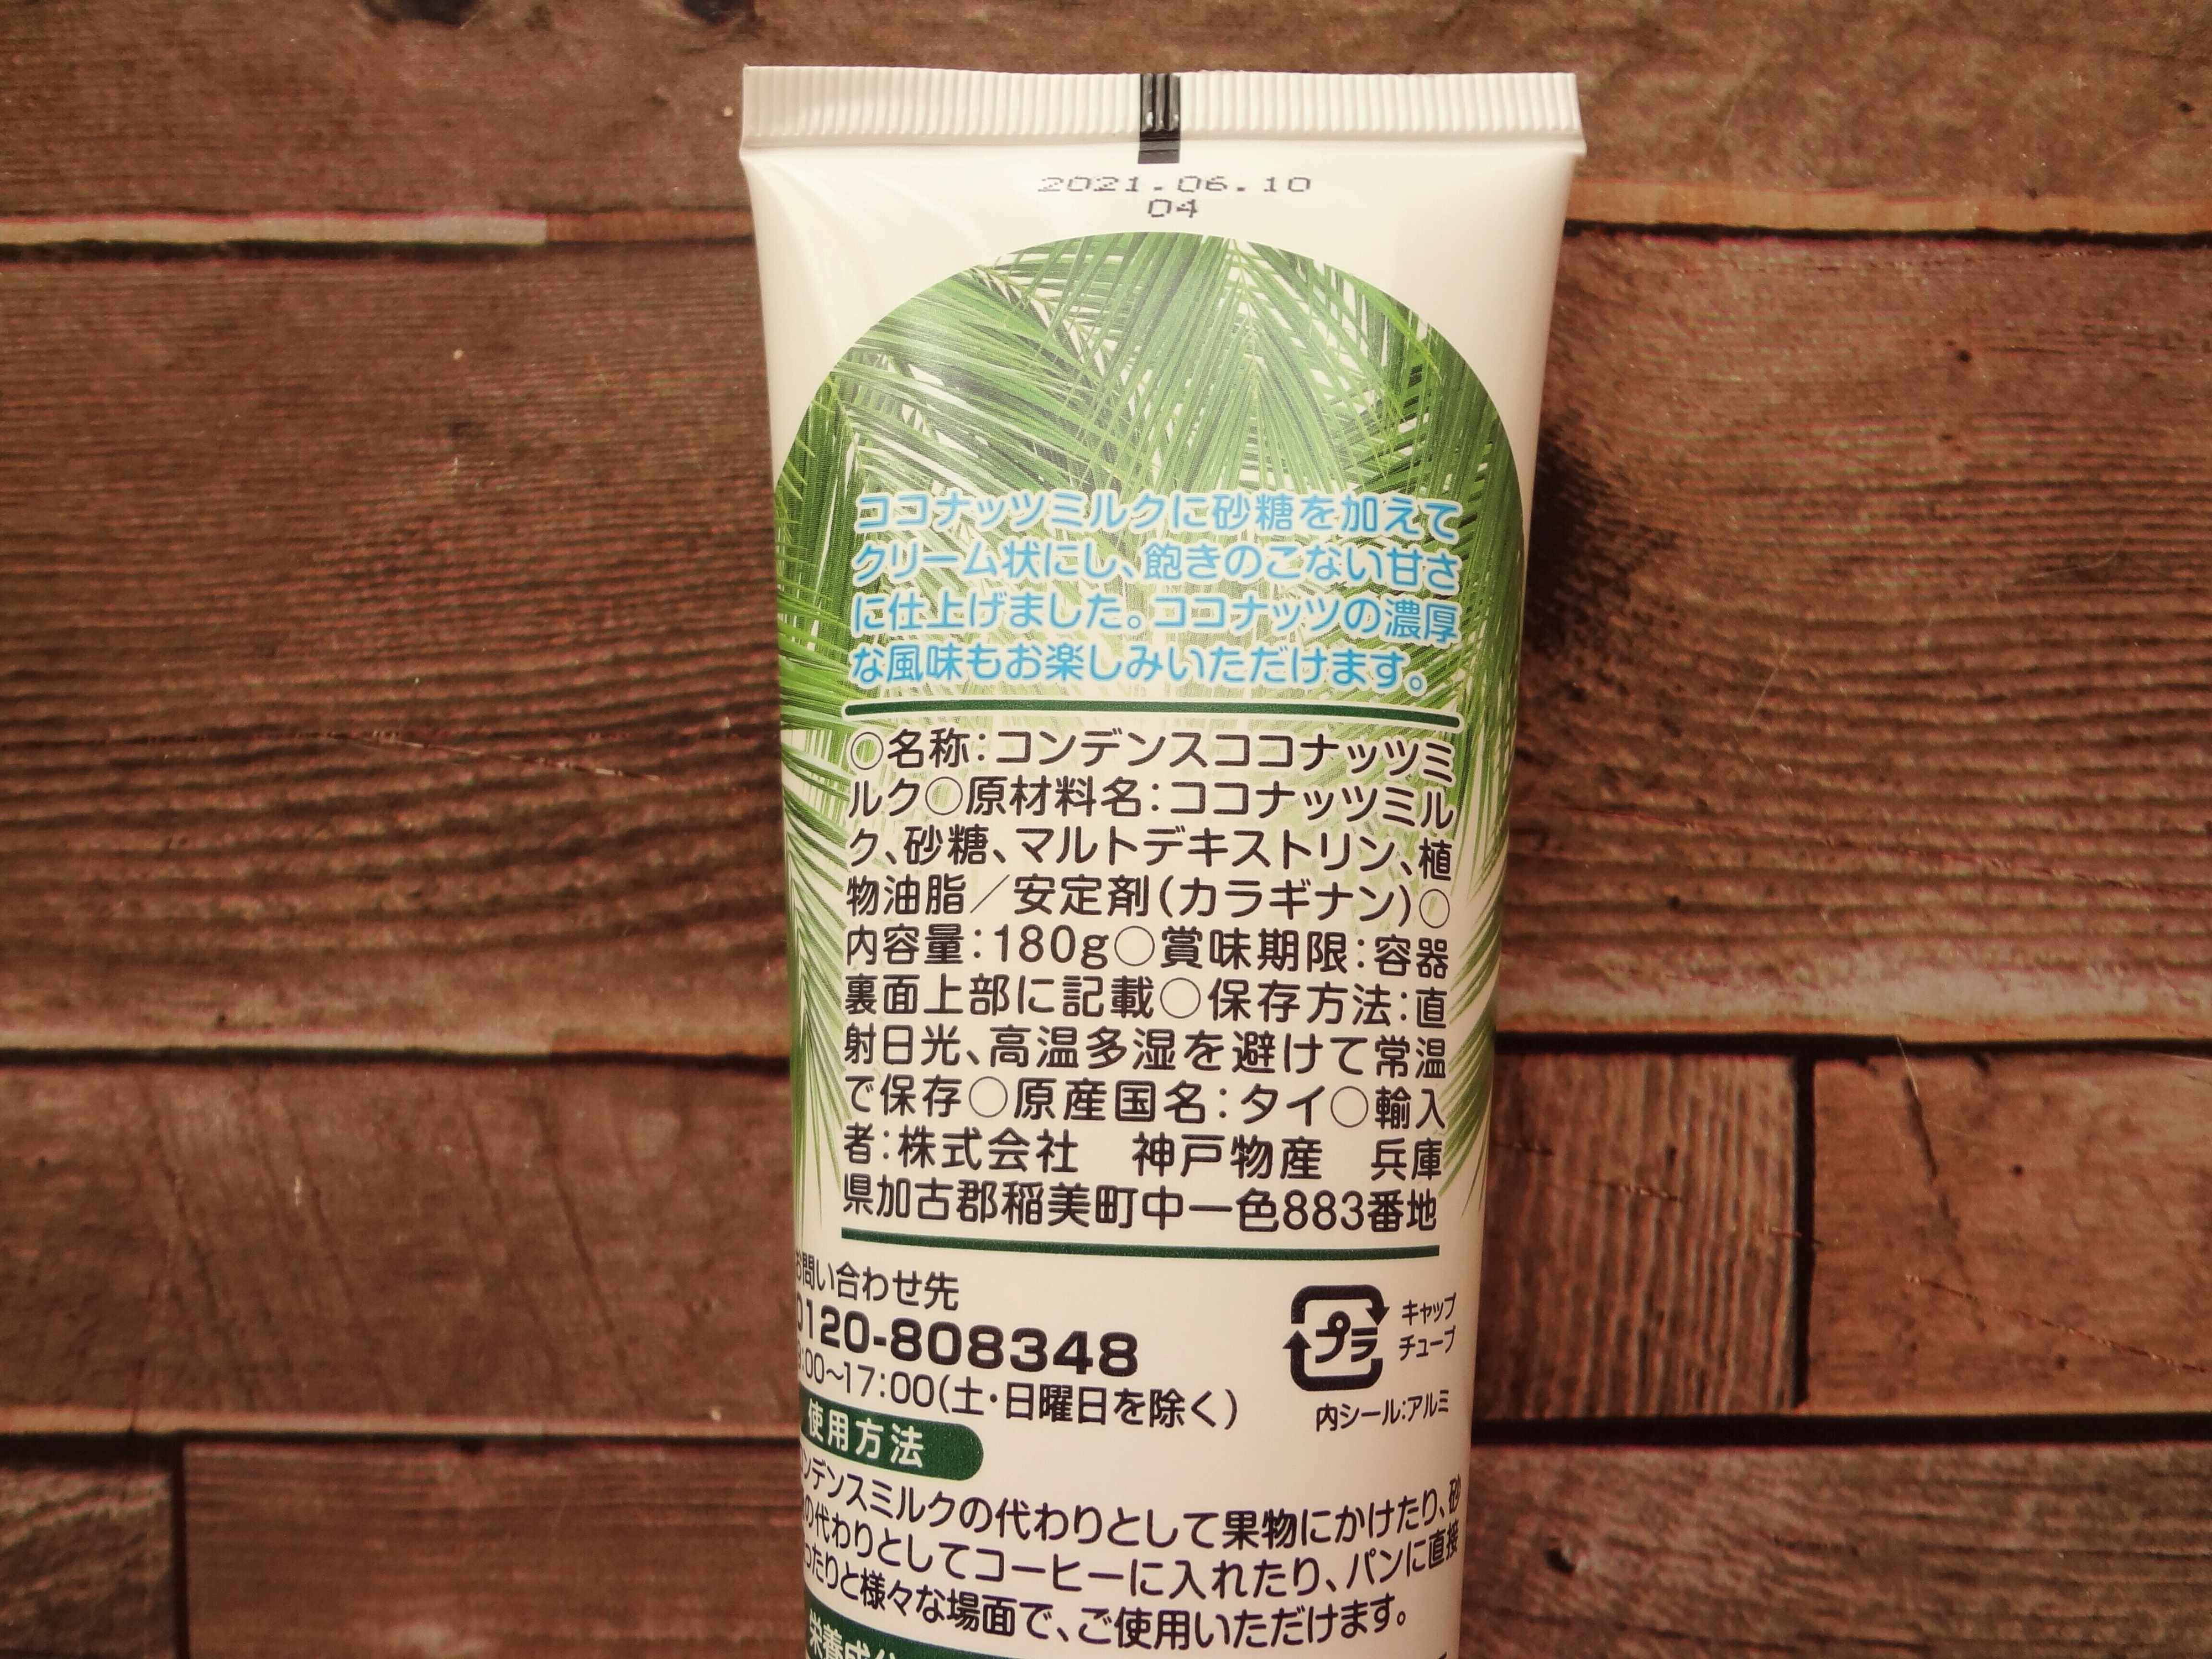 2021.06.10
04
ココナッツミルクに砂糖を加えて
クリーム状にし、飽きのこない甘さ
に仕上げました。ココナッツの濃厚
な風味もお楽しみいただけます。
○名称：コンデンスココナッツミ
ルク○原材料名：ココナッツミル
ク、砂糖、マルトデキストリン、植
物油脂／安定剤（カラギナン）○
内容量：180g○賞味期限：容器
裏面上部に記載○保存方法：直
射日光、高温多湿を避けて常温
で保存○原産国名：タイ○輸入
者：株式会社　神戸物産　兵庫
県加古郡稲美町中一色883番地
お問い合わせ先
0120-808348
:00～17:00(土・日曜日を除く)
プラ
キャップ
チューブ
内シール：アルミ
使用方法
ンデンスミルクの代わりとして果物にかけたり、砂
の代わりとしてコーヒーに入れたり、パンに直接
ったりと様々な場面で、ご使用いただけます。
栄養成分